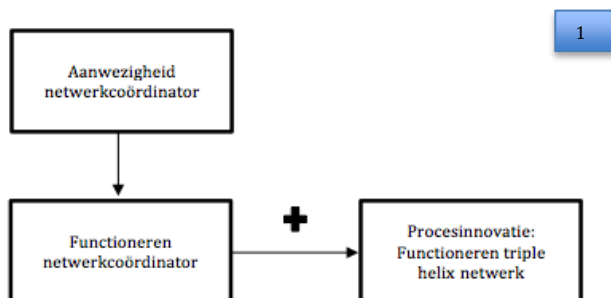 1
Aanwezigheid
netwerkcoördinator
Functioneren
netwerkcoördinator
Procesinnovatie:
Functioneren triple
helix netwerk